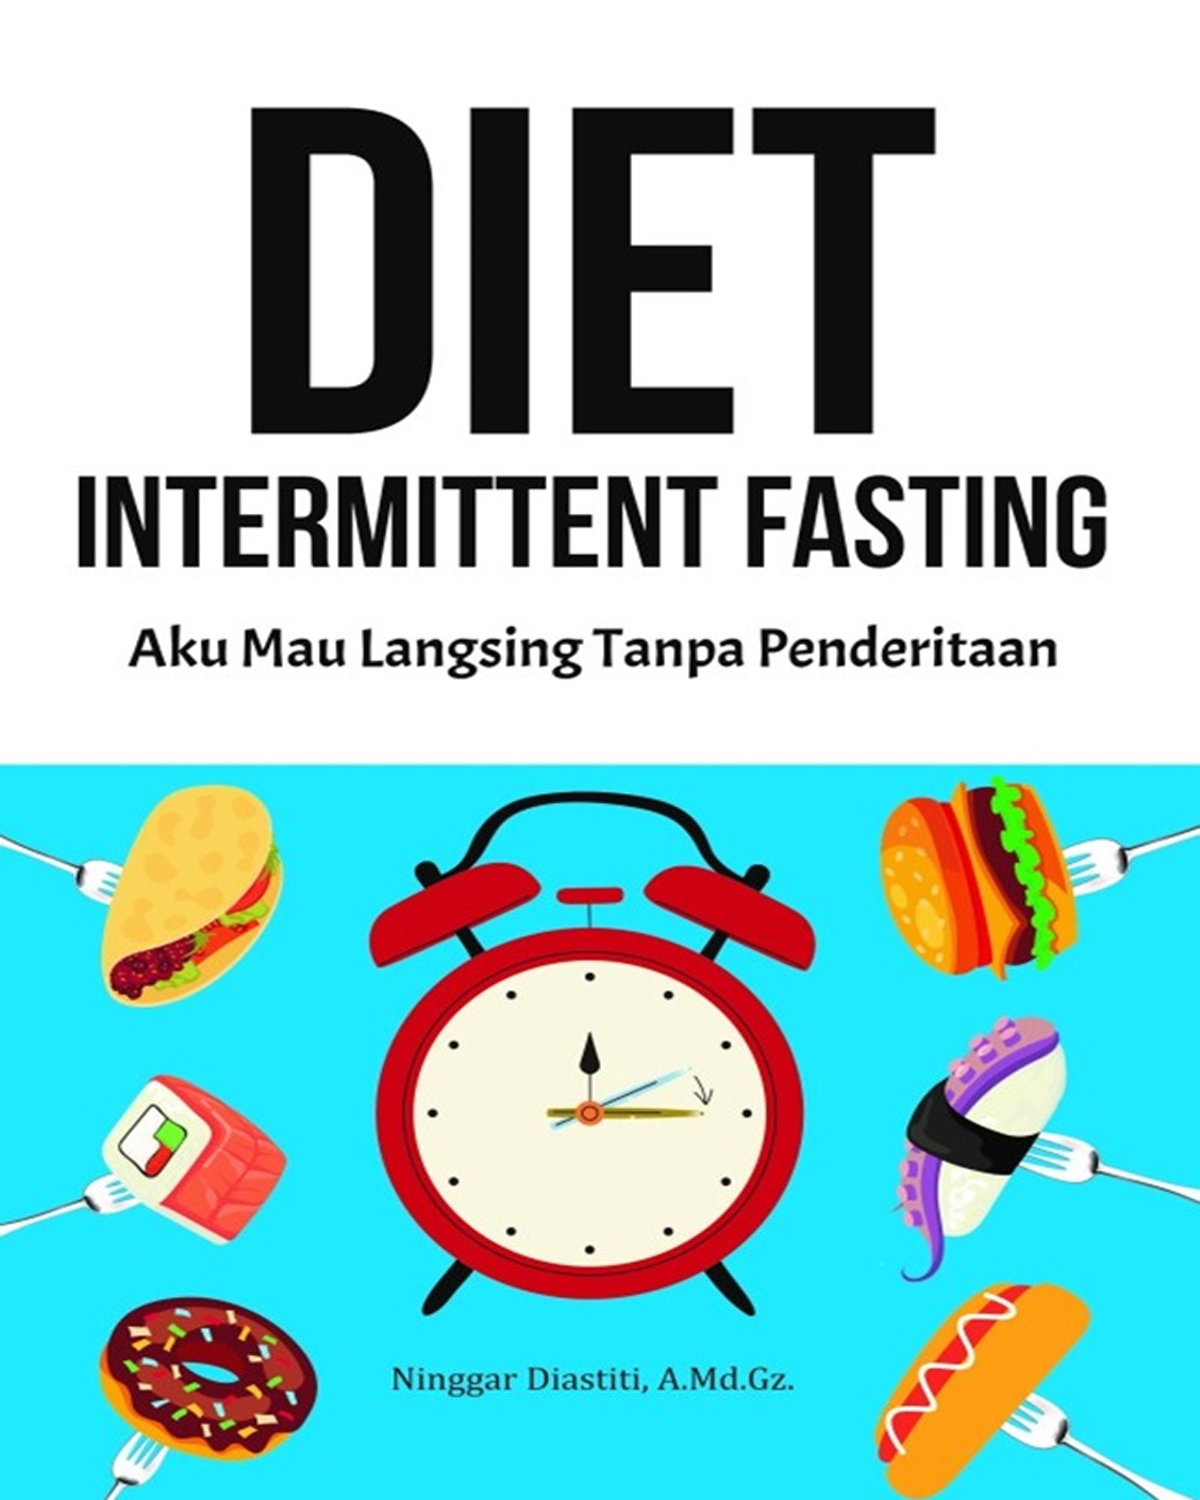 DIET
INTERMITTENT FASTING
Aku Mau Langsing Tanpa Penderitaan
Ninggar Diastiti, A.Md.Gz.